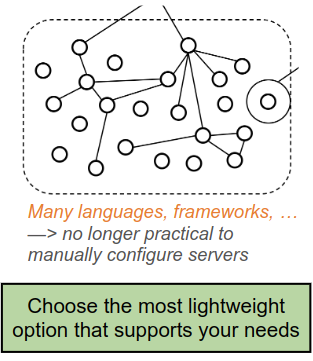 Many languages, frameworks, …
—> no longer practical to
manually configure servers
Choose the most lightweight
option that supports your needs